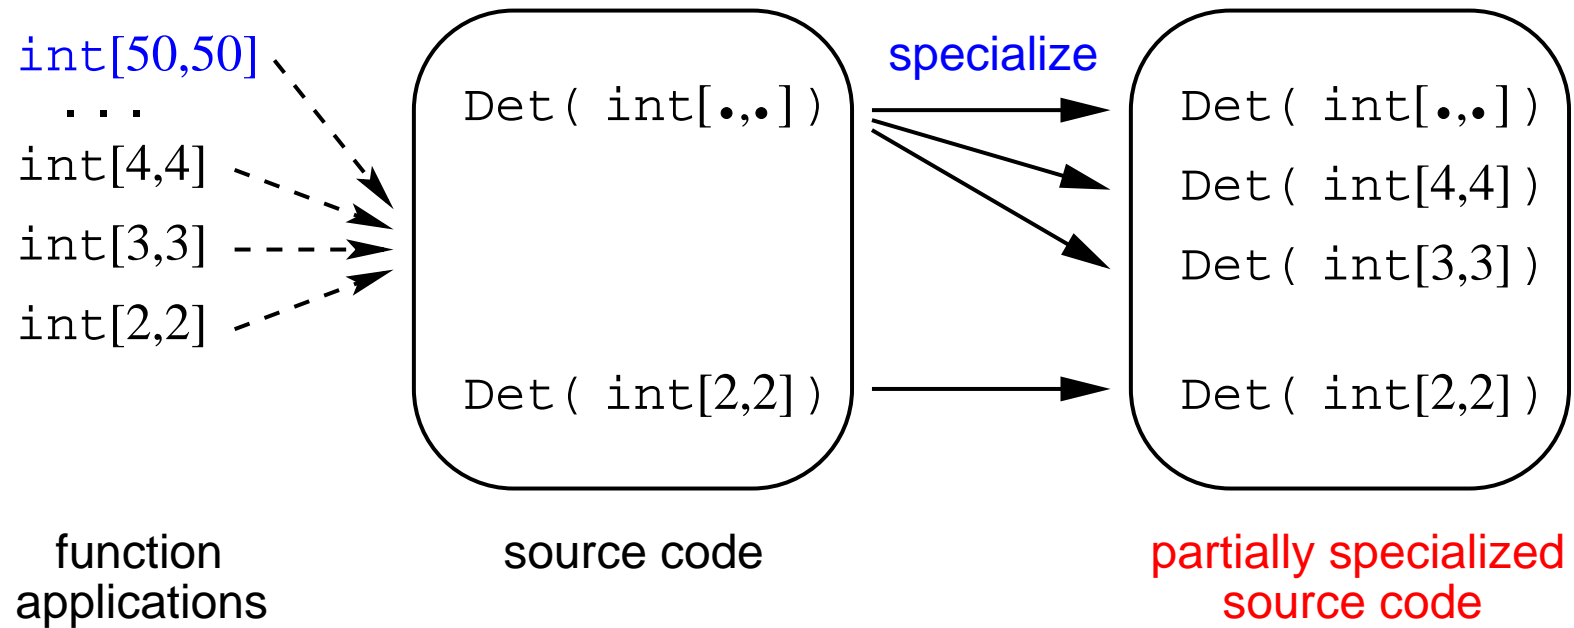 int[50,50]
. . .
int[4,4]
int[3,3]
int[2,2]
function
applications
Det( int[•,•])
Det( int[2,2])
source code
specialize
Det( int[•,•])
Det( int[4,4])
Det( int[3,3])
Det( int[2,2])
partially specialized
source code